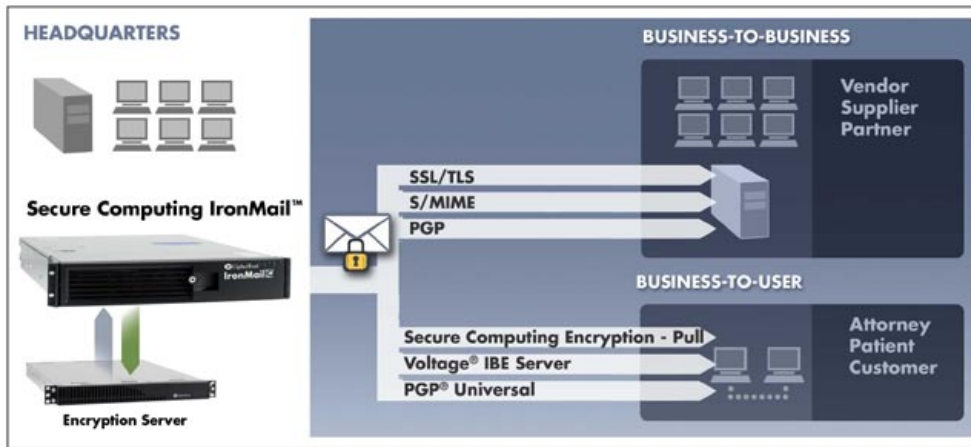 HEADQUARTERS
Secure Computing IronMail™
IronMail
Encryption Server
SSL/TLS
S/MIME
PGP
Secure Computing Encryption - Pull
Voltage® IBE Server
PGP® Universal
BUSINESS-TO-BUSINESS
Vendor
Supplier
Partner
BUSINESS-TO-USER
Attorney
Patient
Customer